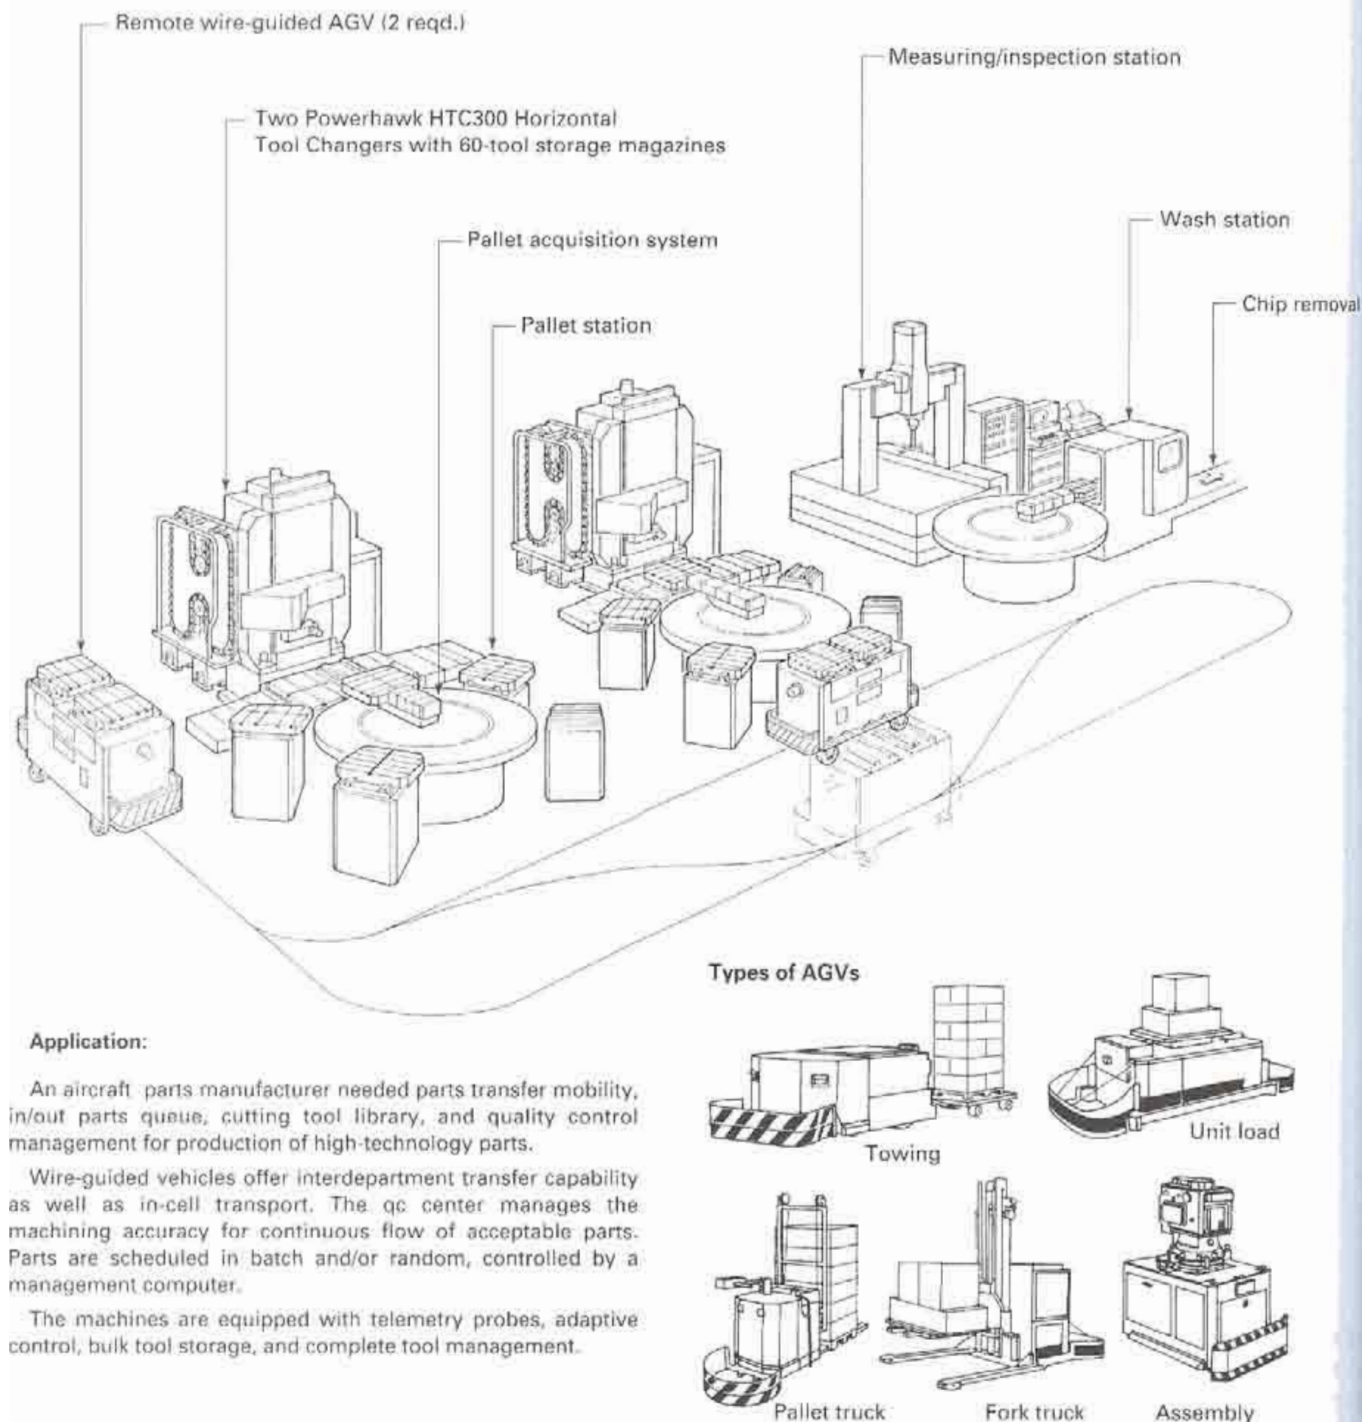 Remote wire-guided AGV (2 reqd.)
Measuring/inspection station
Two Powerhawk HTC300 Horizontal
Tool Changers with 60-tool storage magazines
Wash station
Pallet acquisition system
Chip removal
Pallet station
Types of AGVs
Towing
Unit load
Pallet truck
Fork truck
Assembly
Application:
An aircraft parts manufacturer needed parts transfer mobility,
in/out parts queue, cutting tool library, and quality control
management for production of high-technology parts.
Wire-guided vehicles offer interdepartment transfer capability
as well as in-cell transport. The qc center manages the
machining accuracy for continuous flow of acceptable parts.
Parts are scheduled in batch and/or random, controlled by a
management computer.
The machines are equipped with telemetry probes, adaptive
control, bulk tool storage, and complete tool management.